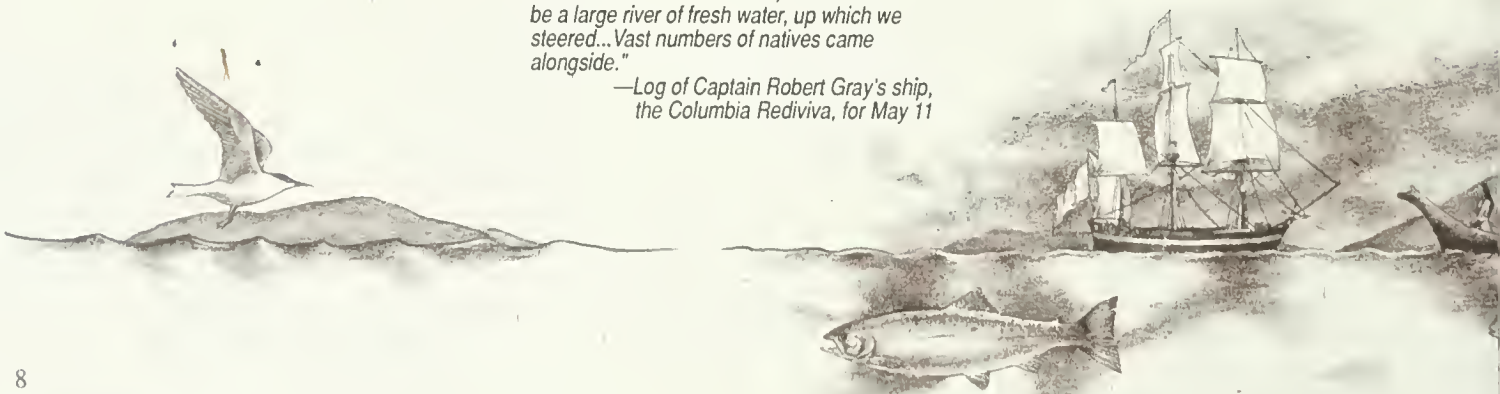 be a large river of fresh water, up which we
steered...Vast numbers of natives came
alongside."
—Log of Captain Robert Gray's ship,
the Columbia Rediviva, for May 11
8